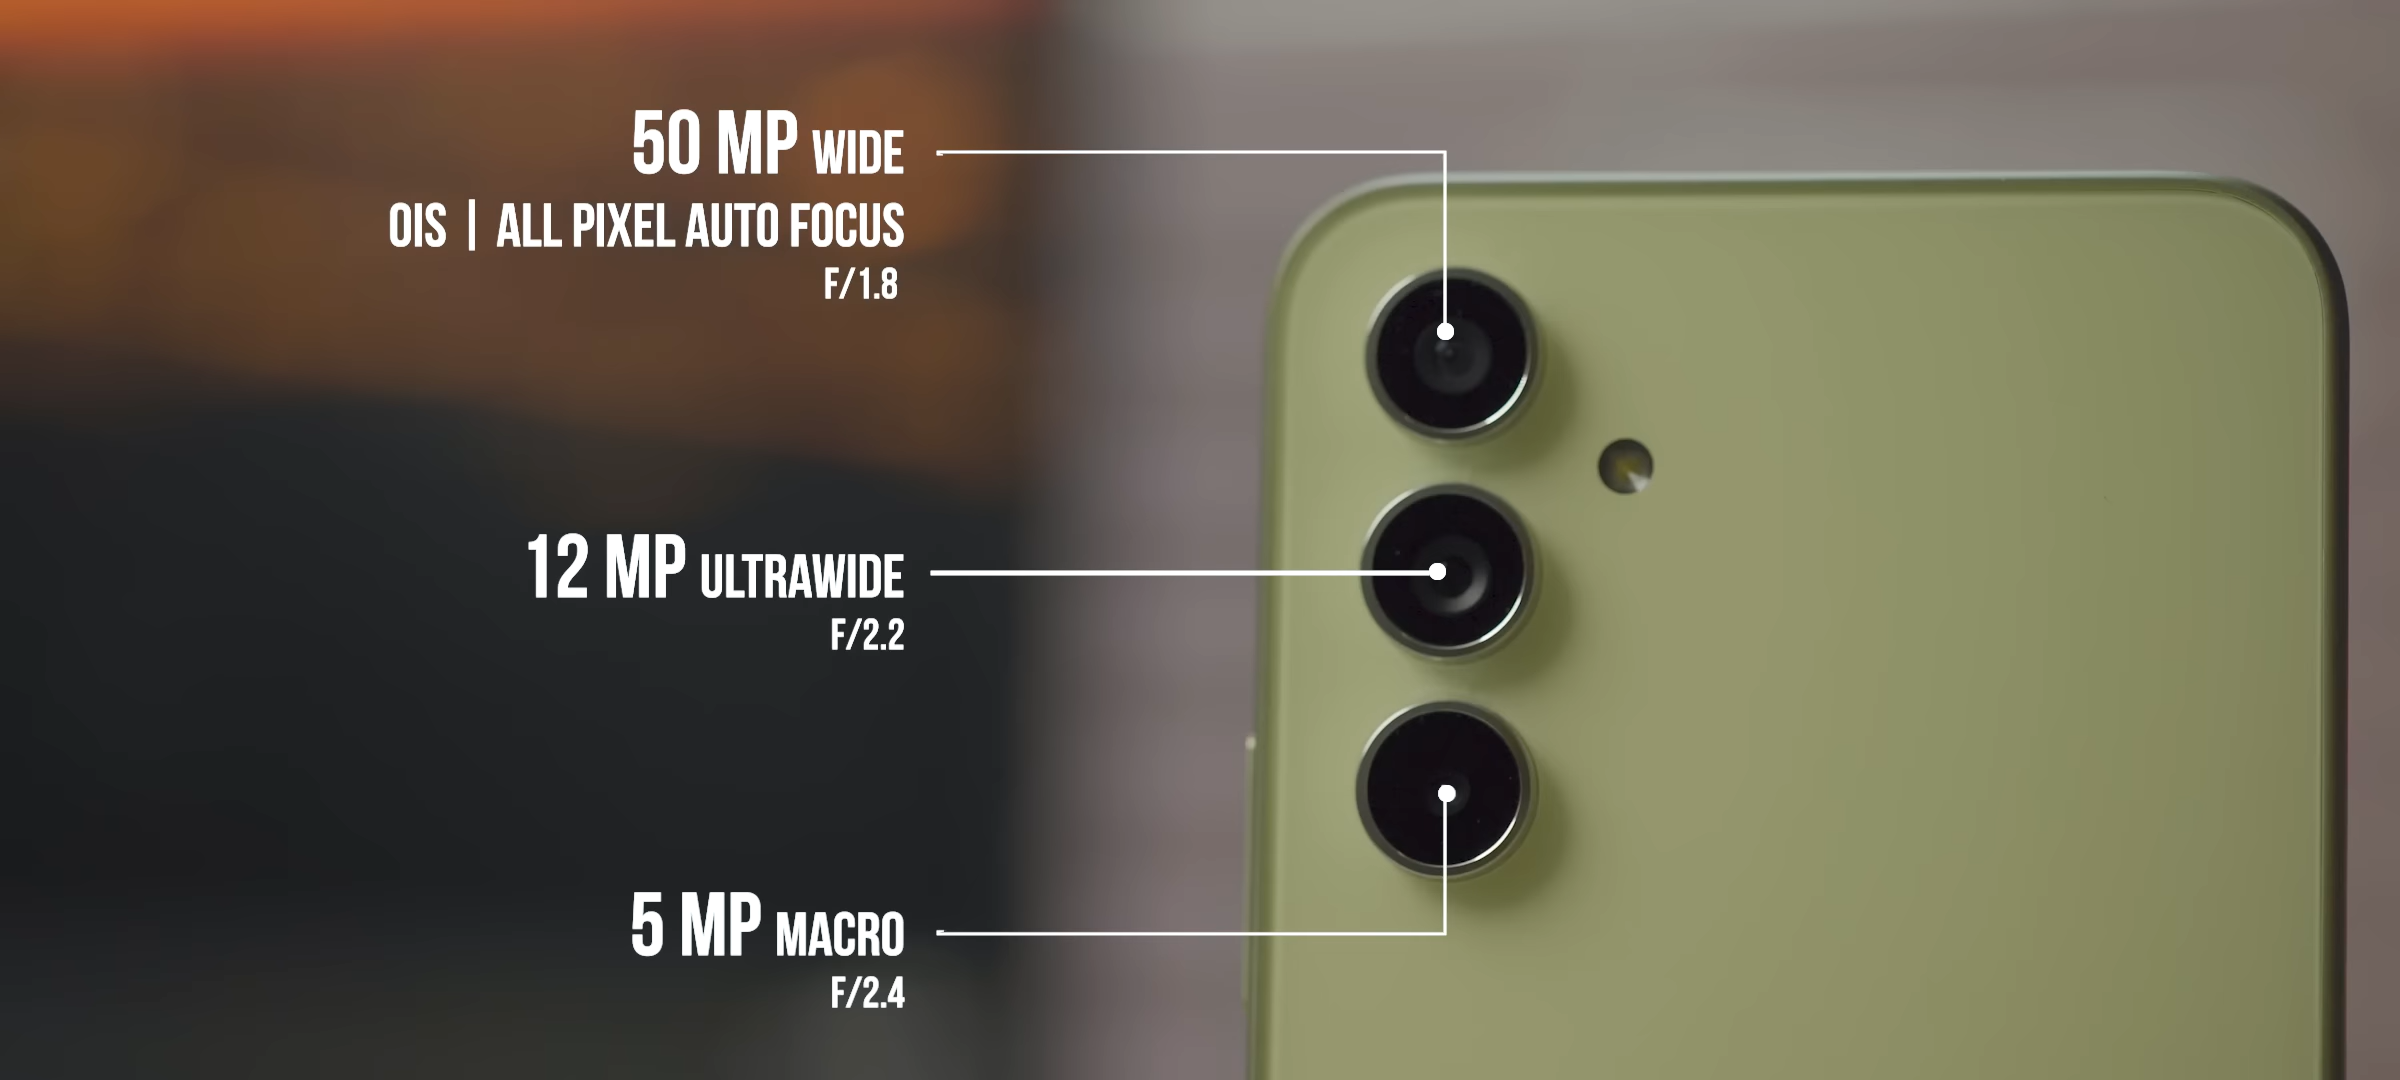 50 MP WIDE
OIS | ALL PIXEL AUTO FOCUS
F/1.8
12 MP ULTRAWIDE
F/2.2
5 MP MACRO
F/2.4